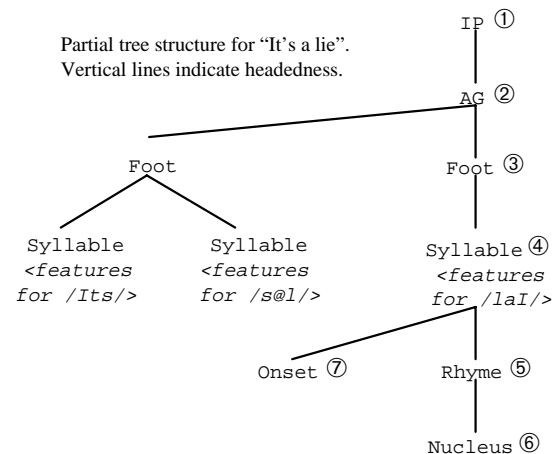 IP ①
Partial tree structure for “It’s a lie”.
Vertical lines indicate headedness.
AG ②
Foot
Foot ③
Syllable
<features
for /Its/>
Syllable
<features
for /s@l/>
Syllable ④
<features
for /laI/>
Onset ⑦
Rhyme ⑤
Nucleus ⑥